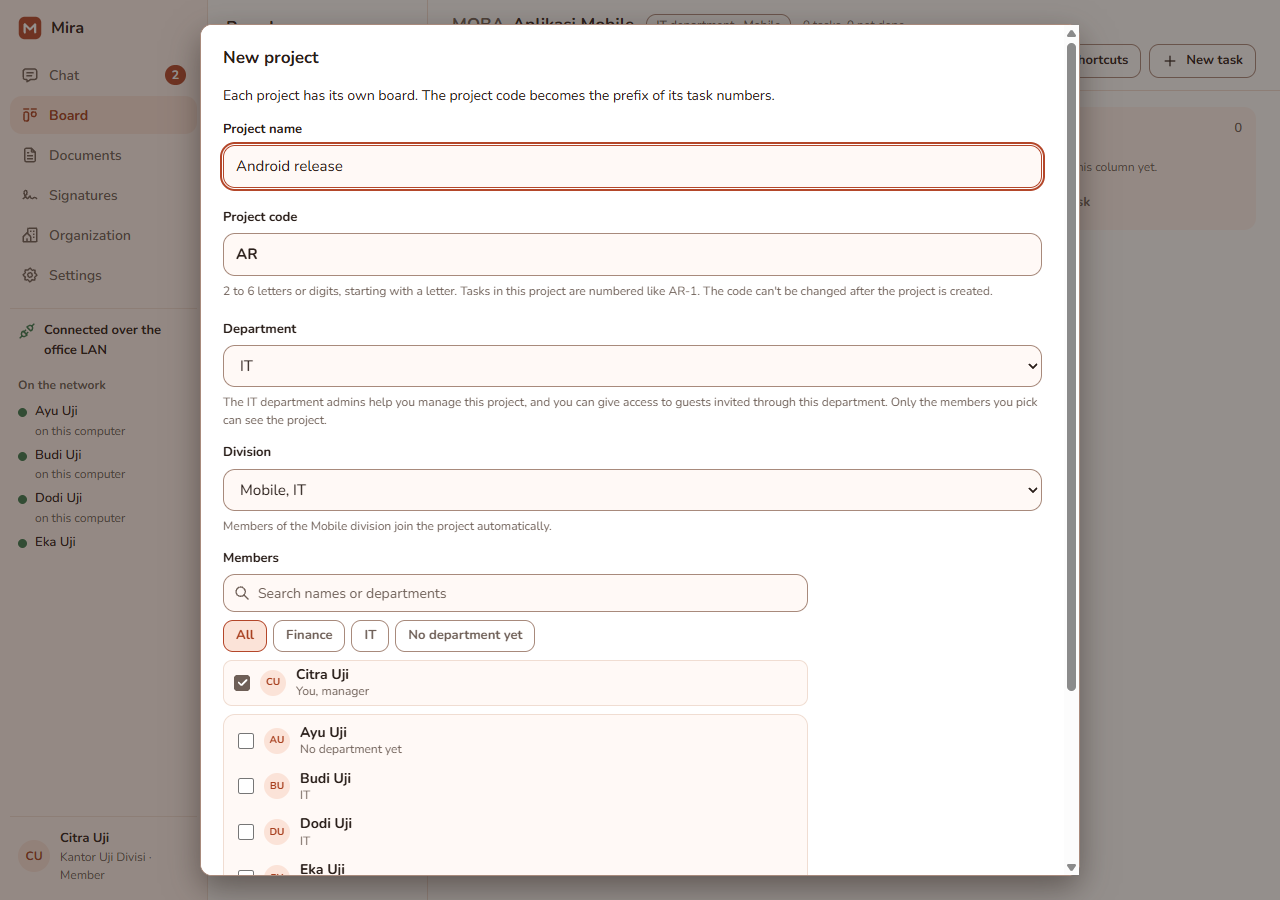 Mira
Chat
2
Board
Documents
Signatures
Organization
Settings
Connected over the
office LAN
On the network
Ayu Uji
on this computer
Budi Uji
on this computer
Dodi Uji
on this computer
Eka Uji
CU
Citra Uji
Kantor Uji Divisi ·
Member
New project
Each project has its own board. The project code becomes the prefix of its task numbers.
Project name
Android release
Project code
AR
2 to 6 letters or digits, starting with a letter. Tasks in this project are numbered like AR-1. The code can't be changed after the project is created.
Department
IT
The IT department admins help you manage this project, and you can give access to guests invited through this department. Only the members you pick
can see the project.
Division
Mobile, IT
Members of the Mobile division join the project automatically.
Members
Search names or departments
All
Finance
IT
No department yet
CU
Citra Uji
You, manager
AU
Ayu Uji
No department yet
BU
Budi Uji
IT
DU
Dodi Uji
IT
Eka Uji
New task
0
column yet.